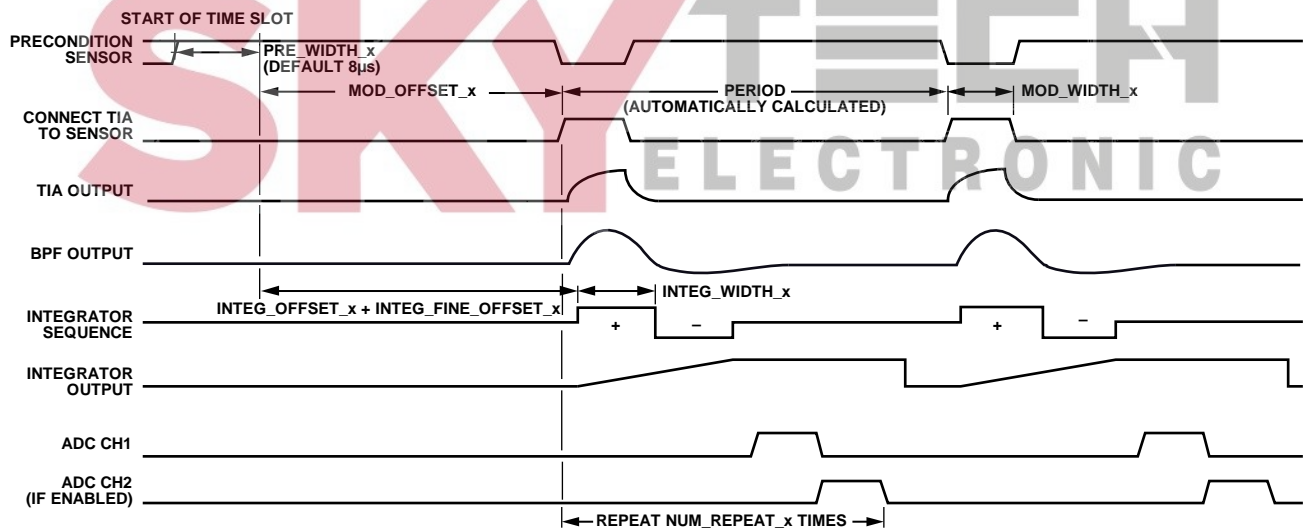 SKYTECH
ELECTRONIC
START OF TIME SLOT
PRECONDITION
SENSOR
PRE_WIDTH_x
(DEFAULT 8µs)
MOD_OFFSET_x
PERIOD
(AUTOMATICALLY CALCULATED)
MOD_WIDTH_x
CONNECT TIA
TO SENSOR
TIA OUTPUT
BPF OUTPUT
INTEG_OFFSET_x + INTEG_FINE_OFFSET_x
INTEG_WIDTH_x
INTEGRATOR
SEQUENCE
+
–
+
–
INTEGRATOR
OUTPUT
ADC CH1
ADC CH2
(IF ENABLED)
REPEAT NUM_REPEAT_x TIMES